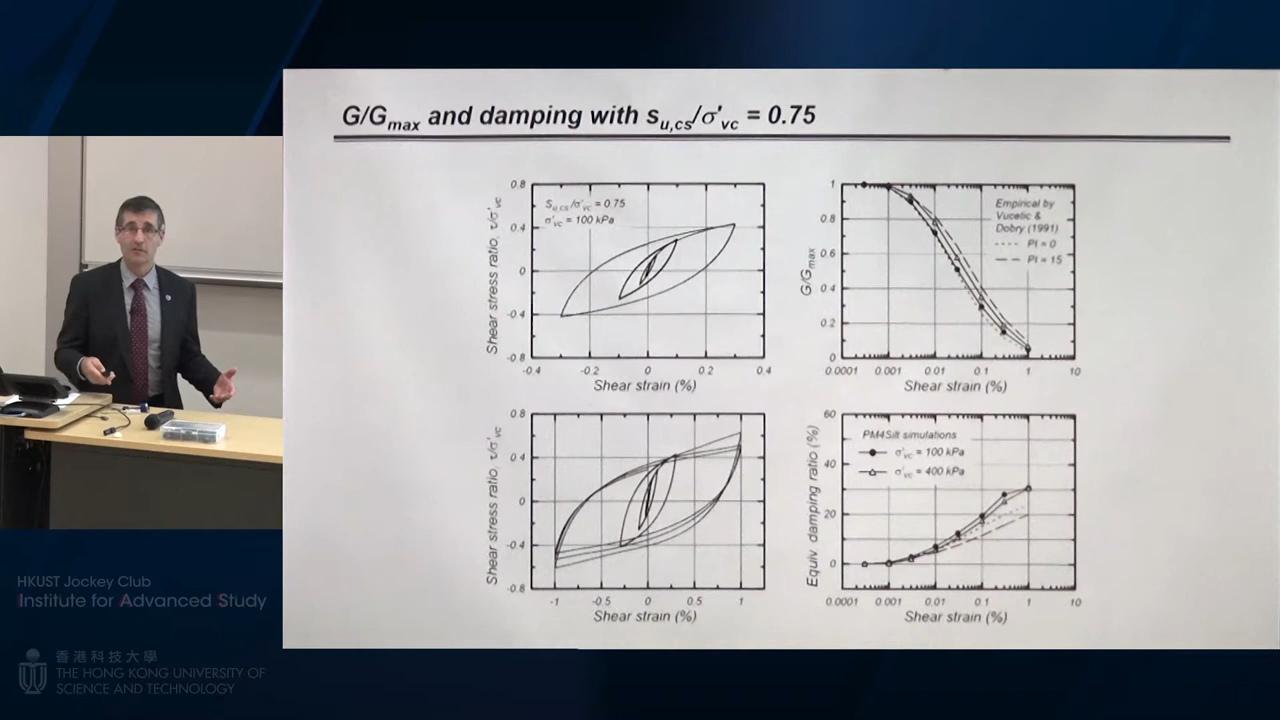 G/Gmax and damping with su,cs/σ'vc = 0.75
0.8
0.4
0
-0.4
-0.8
Shear stress ratio, τ/σ'vc
Su,cs/σ'vc = 0.75
σ'vc = 100 kPa
-0.4
-0.2
0
0.2
0.4
Shear strain (%)
1
0.8
0.6
0.4
0.2
0
G/Gmax
Empirical by
Vucetic &
Dobry (1991)
PI = 0
PI = 15
0.0001
0.001
0.01
0.1
1
10
Shear strain (%)
0.8
0.4
0
-0.4
-0.8
Shear stress ratio, τ/σ'vc
-1
-0.5
0
0.5
1
Shear strain (%)
60
40
20
0
Equiv. damping ratio (%)
PM4Silt simulations
σ'vc = 100 kPa
σ'vc = 400 kPa
0.0001
0.001
0.01
0.1
1
10
Shear strain (%)
HKUST Jockey Club
Institute for Advanced Study
香港科技大學
THE HONG KONG UNIVERSITY OF
SCIENCE AND TECHNOLOGY